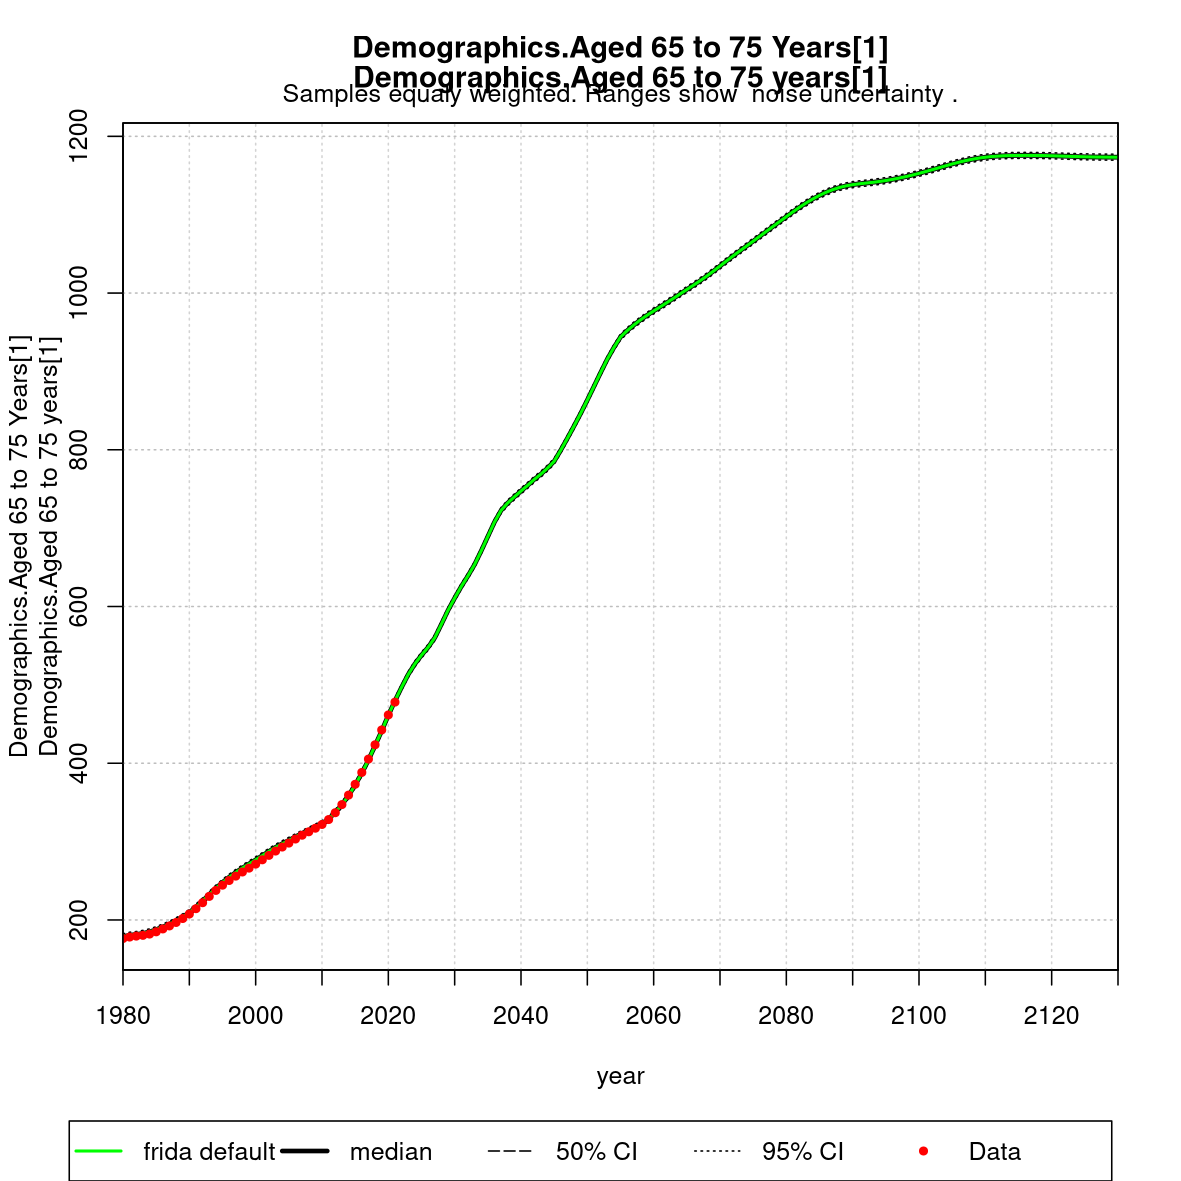 Demographics.Aged 65 to 75 Years[1]
Demographics.Aged 65 to 75 years[1]
Samples equaly weighted. Ranges show  noise uncertainty .
Demographics.Aged 65 to 75 Years[1]
Demographics.Aged 65 to 75 years[1]
1200
1000
800
600
400
200
1980 2000 2020 2040 2060 2080 2100 2120
year
frida default median 50% CI 95% CI Data